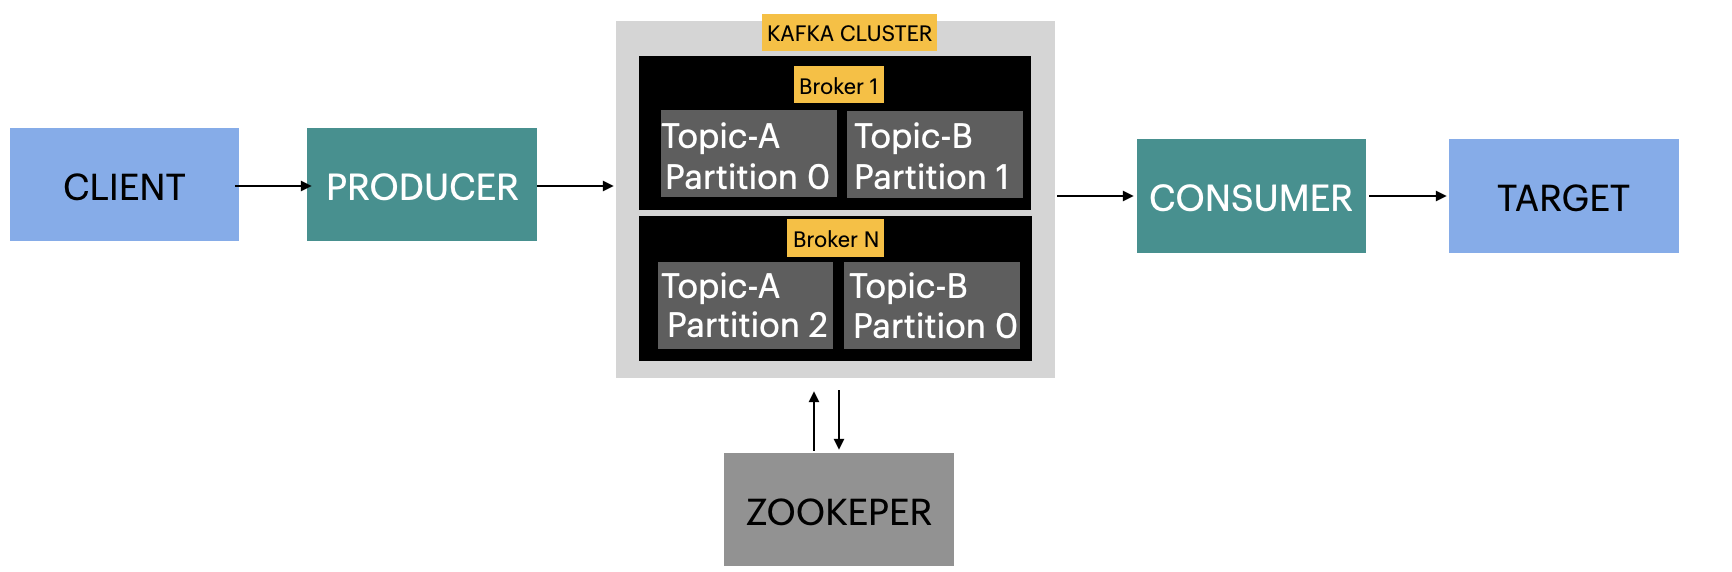 KAFKA CLUSTER
Broker 1
Topic-A
Partition 0
Topic-B
Partition 1
CLIENT
PRODUCER
CONSUMER
TARGET
Broker N
Topic-A
Partition 2
Topic-B
Partition 0
ZOOKEPER